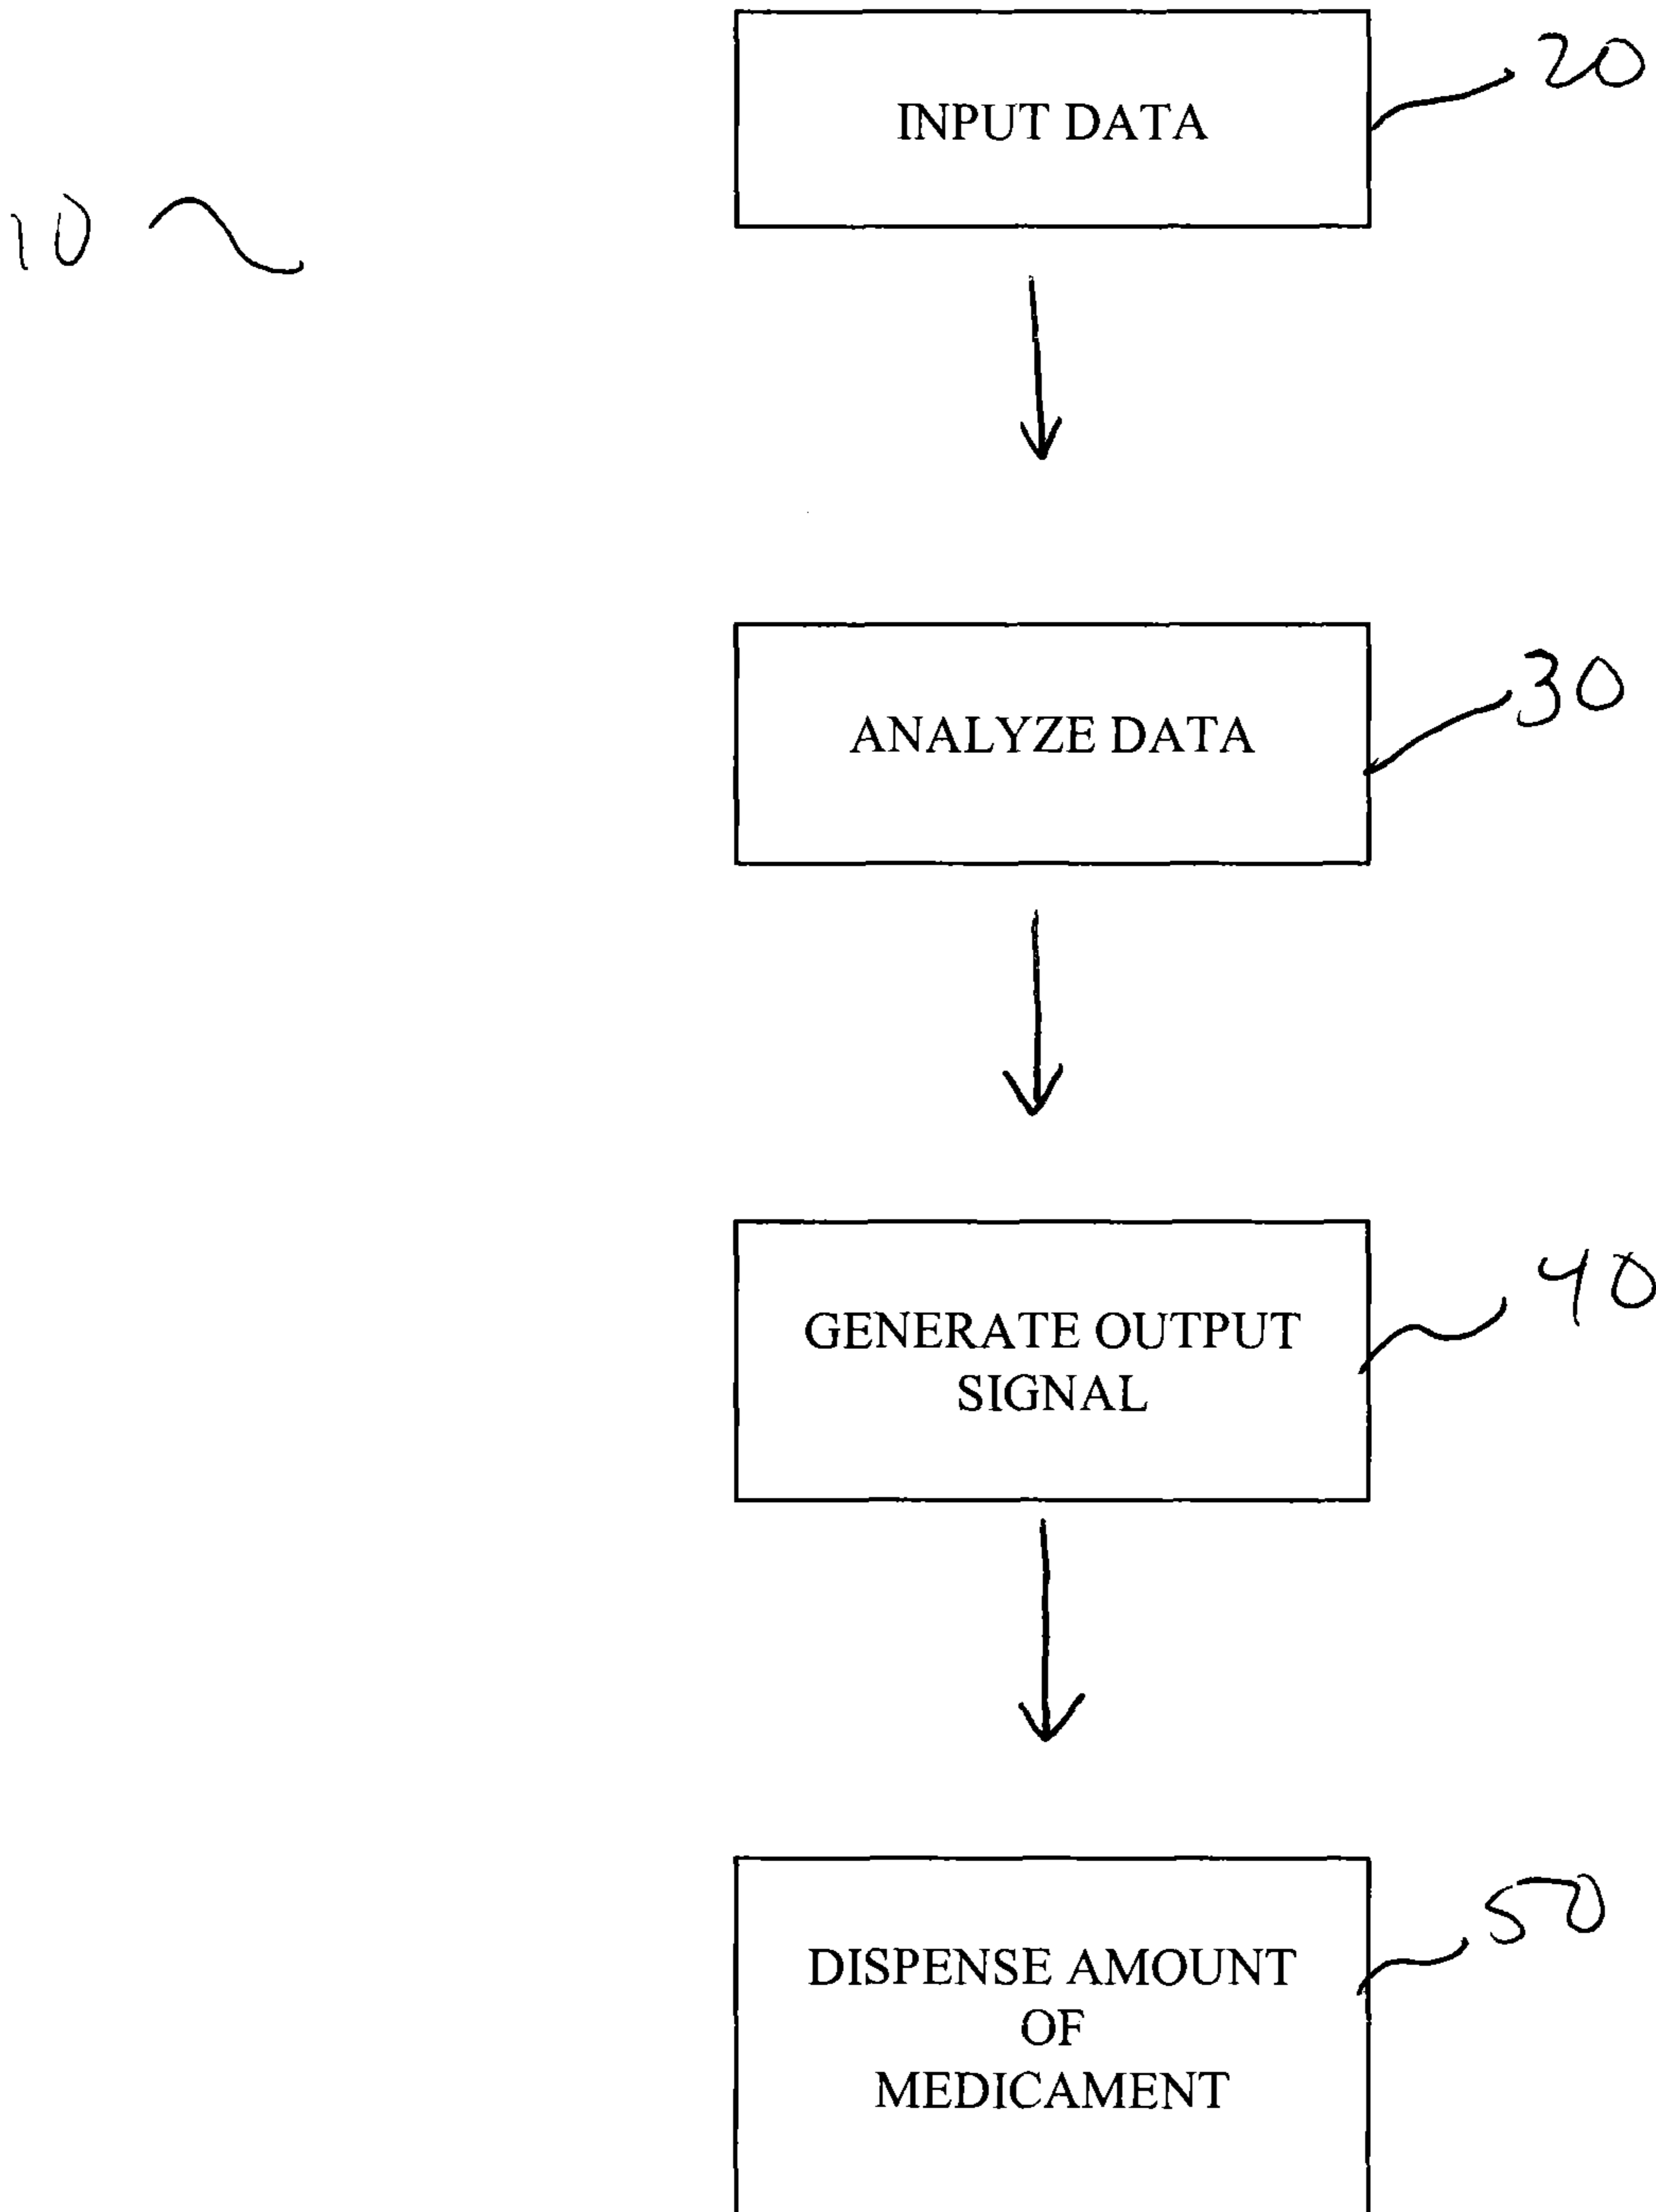 20
INPUT DATA
10
30
ANALYZE DATA
40
GENERATE OUTPUT
SIGNAL
50
DISPENSE AMOUNT
OF
MEDICAMENT